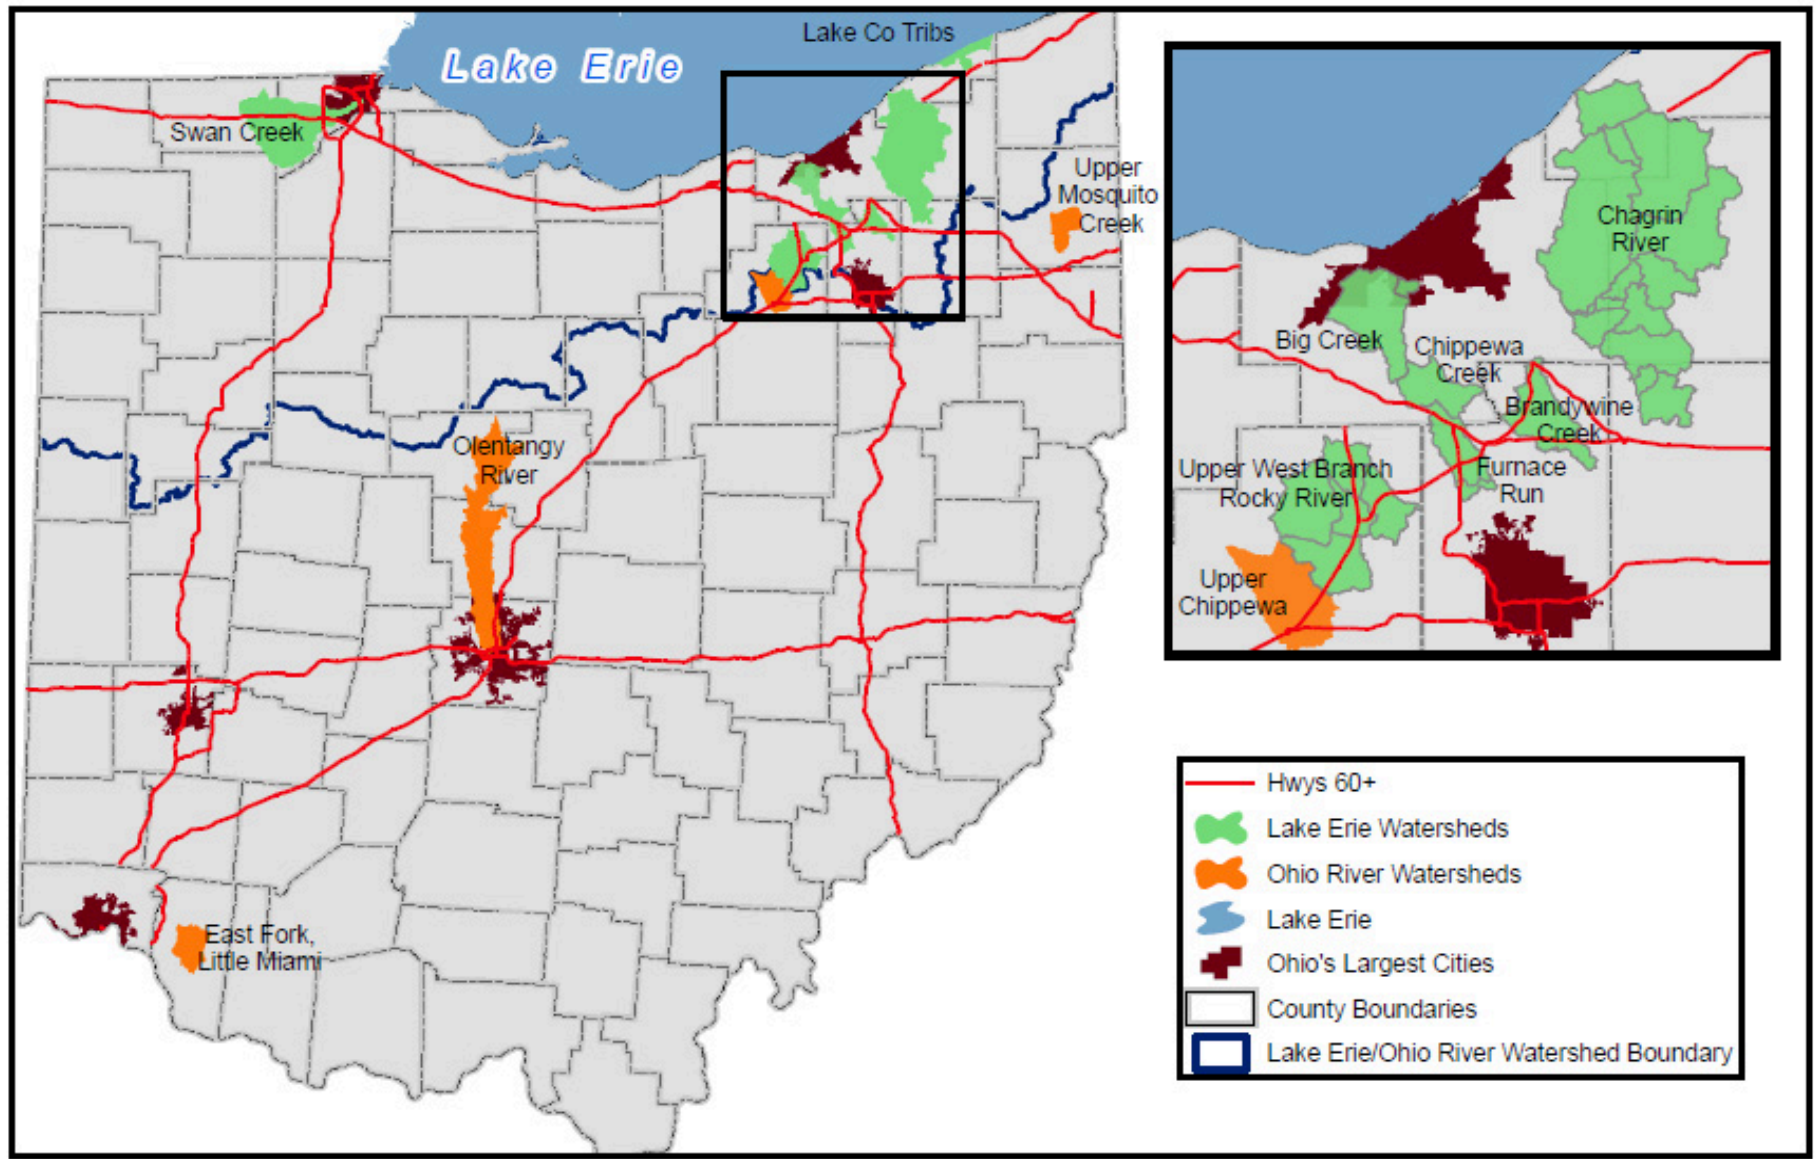 Lake Co Tribs
Lake Erie
Swan Creek
Upper
Mosquito
Creek
Olentangy
River
East Fork,
Little Miami
Chagrin
River
Big Creek
Chippewa
Creek
Brandywine
Creek
Upper West Branch
Rocky River
Furnace
Run
Upper
Chippewa
Hwys 60+
Lake Erie Watersheds
Ohio River Watersheds
Lake Erie
Ohio's Largest Cities
County Boundaries
Lake Erie/Ohio River Watershed Boundary